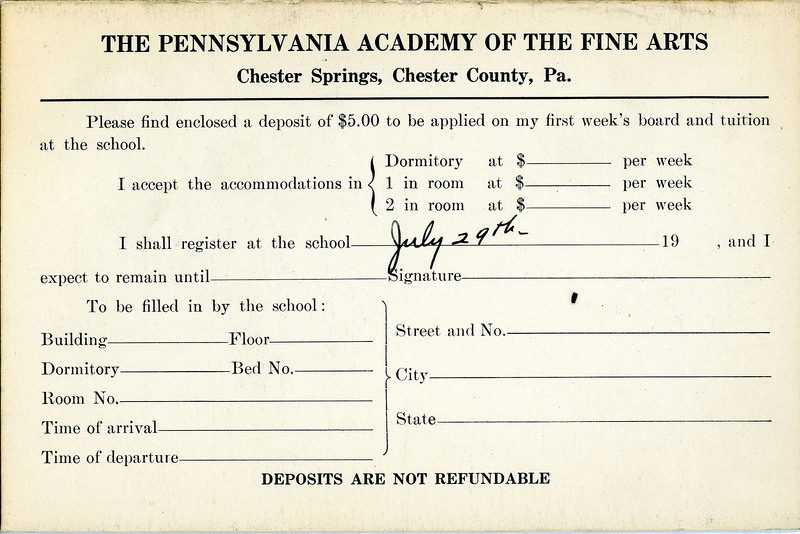 THE PENNSYLVANIA ACADEMY OF THE FINE ARTS
Chester Springs, Chester County, Pa.
Please find enclosed a deposit of $5.00 to be applied on my first week's board and tuition
at the school.
I accept the accommodations in
Dormitory at $ per week
1 in room at $ per week
2 in room at $ per week
I shall register at the school July 29th 19 , and I
expect to remain until Signature
To be filled in by the school:
Building Floor
Dormitory Bed No.
Room No.
Time of arrival
Time of departure
Street and No.
City
State
DEPOSITS ARE NOT REFUNDABLE